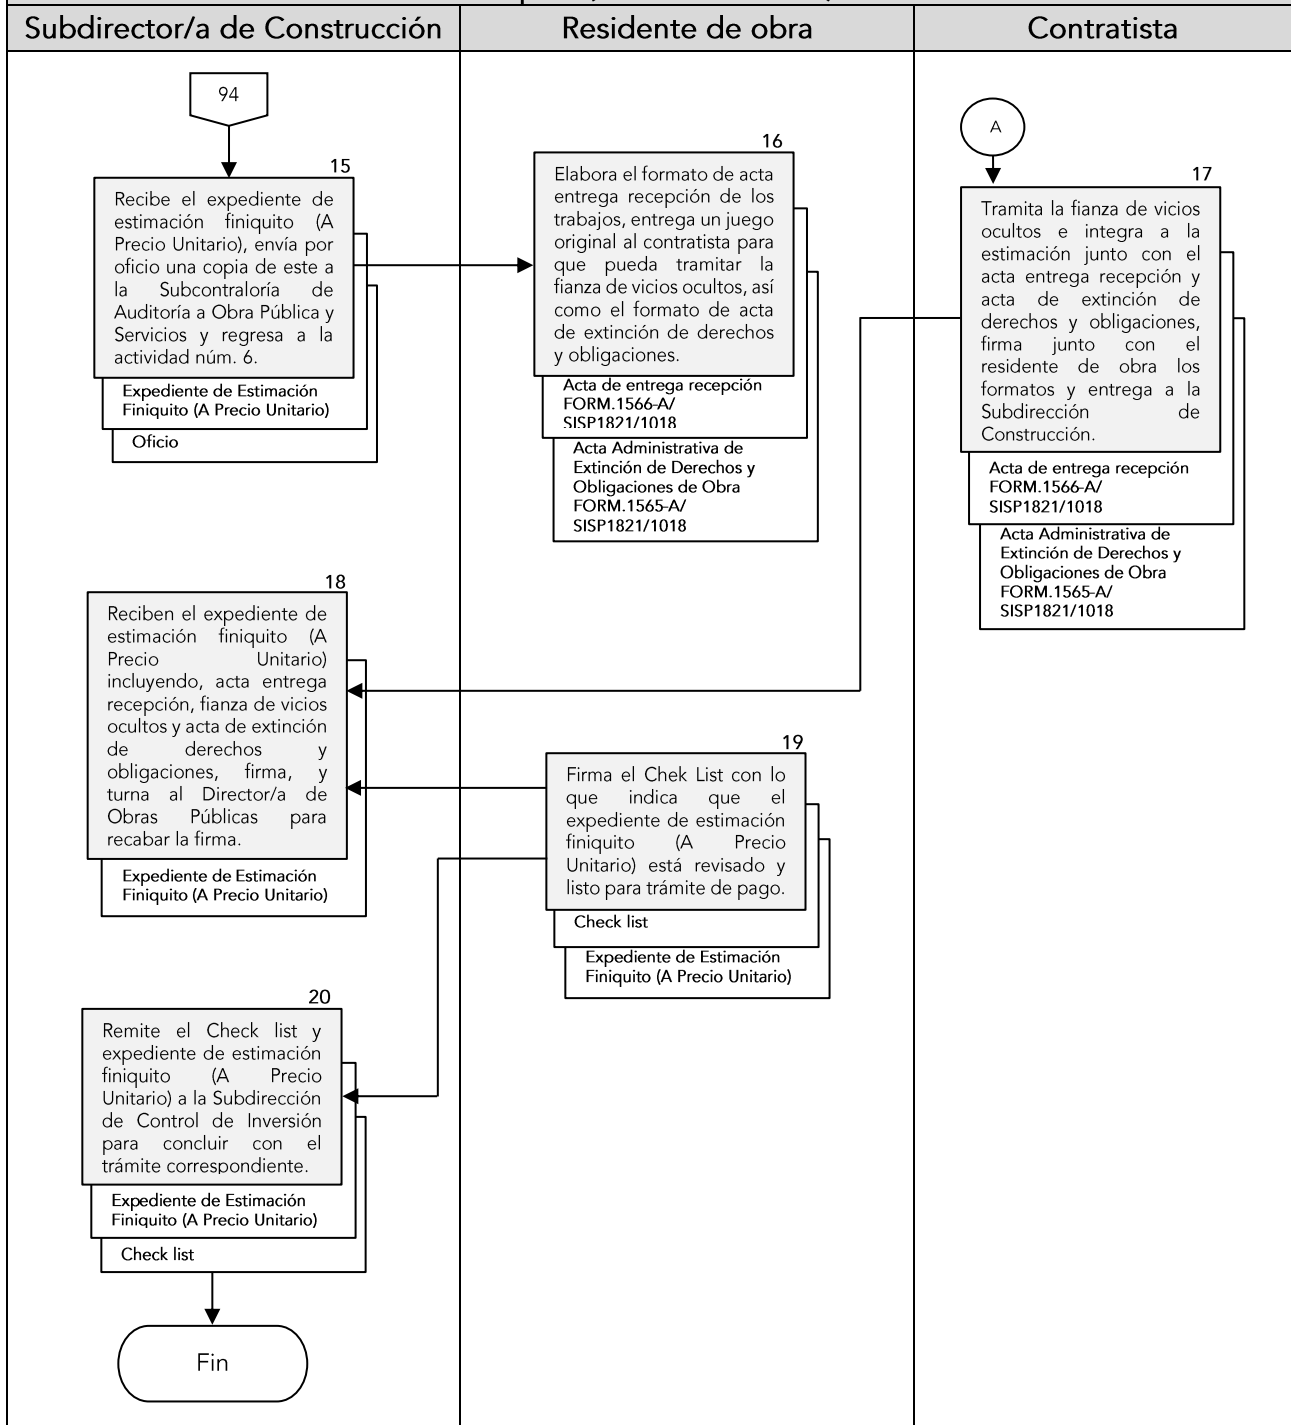 Subdirector/a de Construcción
Residente de obra
Contratista
94
15
Recibe el expediente de
estimación finiquito (A
Precio Unitario), envía por
oficio una copia de este a
la Subcontraloría de
Auditoría a Obra Pública y
Servicios y regresa a la
actividad núm. 6.
Expediente de Estimación
Finiquito (A Precio Unitario)
Oficio
16
Elabora el formato de acta
entrega recepción de los
trabajos, entrega un juego
original al contratista para
que pueda tramitar la
fianza de vicios ocultos, así
como el formato de acta
de extinción de derechos
y obligaciones.
Acta de entrega recepción
FORM.1566-A/
SISP1821/1018
Acta Administrativa de
Extinción de Derechos y
Obligaciones de Obra
FORM.1565-A/
SISP1821/1018
A
17
Tramita la fianza de vicios
ocultos e integra a la
estimación junto con el
acta entrega recepción y
acta de extinción de
derechos y obligaciones,
firma junto con el
residente de obra los
formatos y entrega a la
Subdirección de
Construcción.
Acta de entrega recepción
FORM.1566-A/
SISP1821/1018
Acta Administrativa de
Extinción de Derechos y
Obligaciones de Obra
FORM.1565-A/
SISP1821/1018
18
Reciben el expediente de
estimación finiquito (A
Precio Unitario)
incluyendo, acta entrega
recepción, fianza de vicios
ocultos y acta de extinción
de derechos y
obligaciones, firma, y
turna al Director/a de
Obras Públicas para
recabar la firma.
Expediente de Estimación
Finiquito (A Precio Unitario)
19
Firma el Chek List con lo
que indica que el
expediente de estimación
finiquito (A Precio
Unitario) está revisado y
listo para trámite de pago.
Check list
Expediente de Estimación
Finiquito (A Precio Unitario)
20
Remite el Check list y
expediente de estimación
finiquito (A Precio
Unitario) a la Subdirección
de Control de Inversión
para concluir con el
trámite correspondiente.
Expediente de Estimación
Finiquito (A Precio Unitario)
Check list
Fin